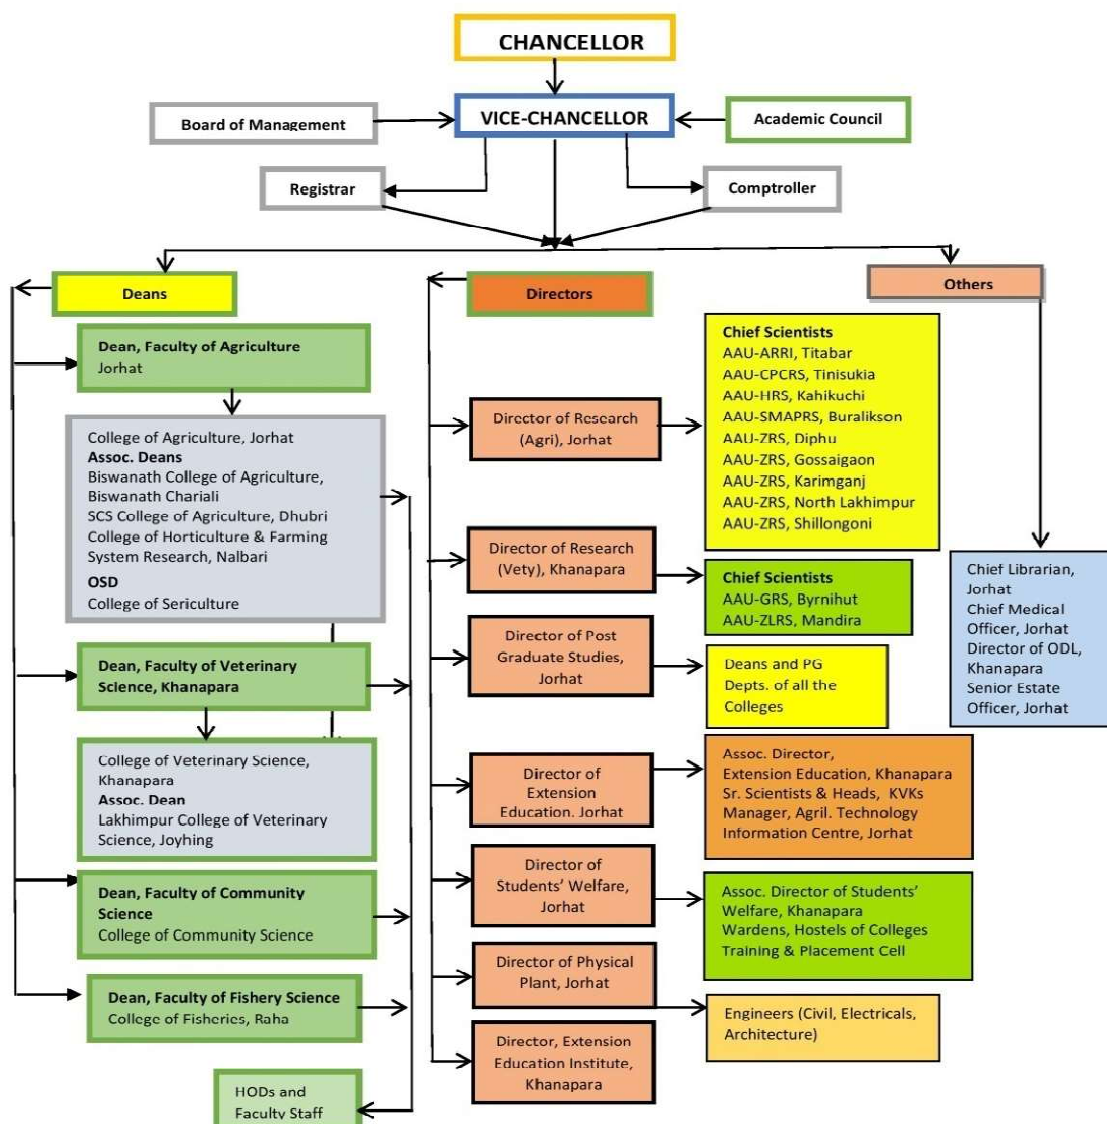 CHANCELLOR
Board of Management
VICE-CHANCELLOR
Academic Council
Registrar
Comptroller
Deans
Directors
Others
Dean, Faculty of Agriculture
Jorhat
College of Agriculture, Jorhat
Assoc. Deans
Biswanath College of Agriculture,
Biswanath Chariali
SCS College of Agriculture, Dhubri
College of Horticulture & Farming
System Research, Nalbari
OSD
College of Sericulture
Dean, Faculty of Veterinary
Science, Khanapara
College of Veterinary Science,
Khanapara
Assoc. Dean
Lakhimpur College of Veterinary
Science, Joyhing
Dean, Faculty of Community
Science
College of Community Science
Dean, Faculty of Fishery Science
College of Fisheries, Raha
HODs and
Faculty Staff
Director of Research
(Agri), Jorhat
Director of Research
(Vety), Khanapara
Director of Post
Graduate Studies,
Jorhat
Director of
Extension
Education. Jorhat
Director of
Students' Welfare,
Jorhat
Director of Physical
Plant, Jorhat
Director, Extension
Education Institute,
Khanapara
Chief Scientists
AAU-ARRI, Titabar
AAU-CPCRS, Tinisukia
AAU-HRS, Kahikuchi
AAU-SMAPRS, Buralikson
AAU-ZRS, Diphu
AAU-ZRS, Gossaigaon
AAU-ZRS, Karimganj
AAU-ZRS, North Lakhimpur
AAU-ZRS, Shillongoni
Chief Scientists
AAU-GRS, Byrnihut
AAU-ZLRS, Mandira
Deans and PG
Depts. of all the
Colleges
Assoc. Director,
Extension Education, Khanapara
Sr. Scientists & Heads, KVKs
Manager, Agril. Technology
Information Centre, Jorhat
Assoc. Director of Students'
Welfare, Khanapara
Wardens, Hostels of Colleges
Training & Placement Cell
Engineers (Civil, Electricals,
Architecture)
Chief Librarian,
Jorhat
Chief Medical
Officer, Jorhat
Director of ODL,
Khanapara
Senior Estate
Officer, Jorhat